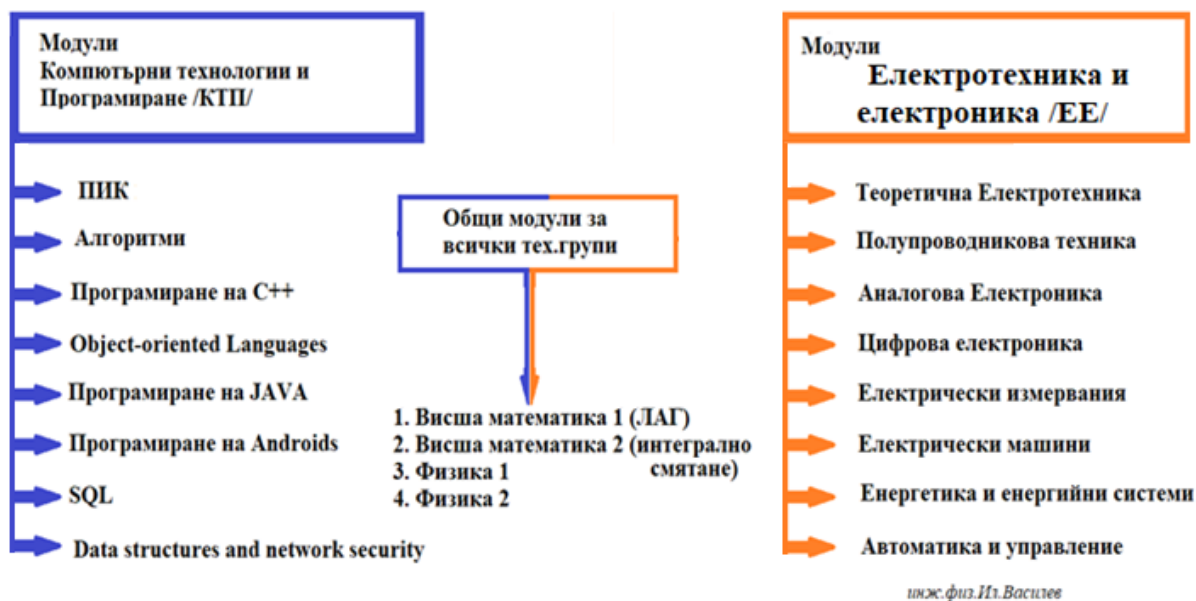 Модули
Компютърни технологии и
Програмиране /КТП/
ПИК
Алгоритми
Програмиране на C++
Object-oriented Languages
Програмиране на JAVA
Програмиране на Androids
SQL
Data structures and network security
Общи модули за
всички тех.групи
1. Висша математика 1 (ЛАГ)
2. Висша математика 2 (интегрално
смятане)
3. Физика 1
4. Физика 2
Модули
Електротехника и
електроника /ЕЕ/
Теоретична Електротехника
Полупроводникова техника
Аналогова Електроника
Цифрова електроника
Електрически измервания
Електрически машини
Енергетика и енергийни системи
Автоматика и управление
инж.физ.Ил.Василев